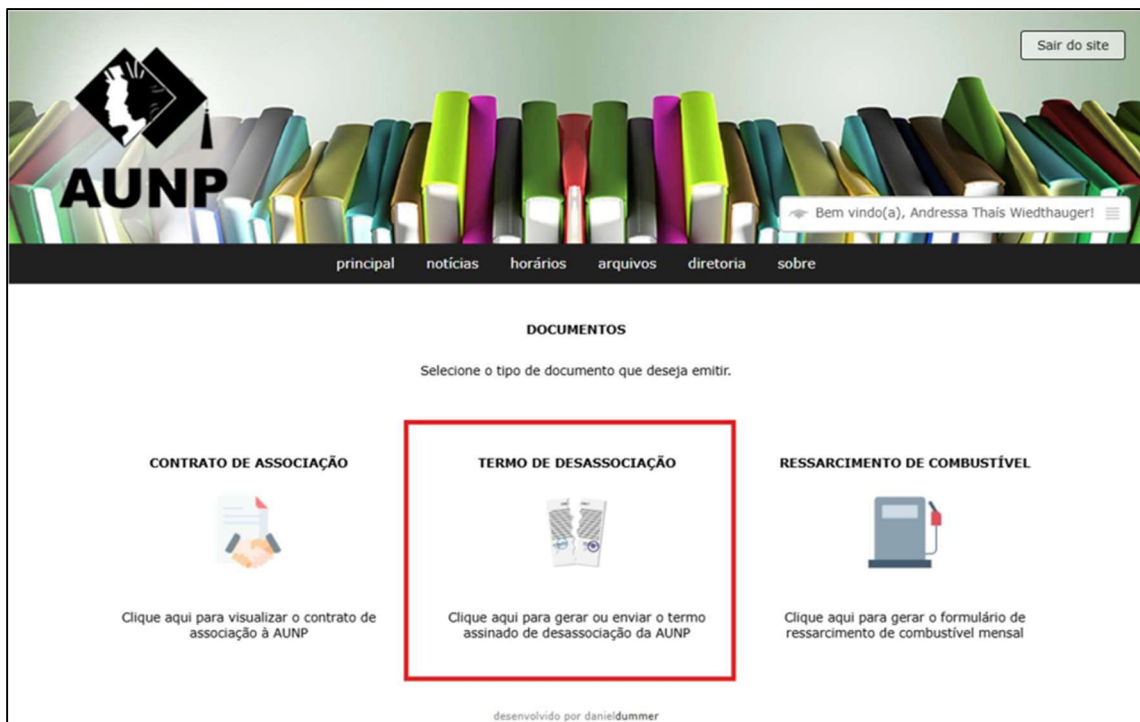 Sair do site
AUNP
Bem vindo(a), Andressa Thaís Wiedthauger!
principal notícias horários arquivos diretoria sobre
DOCUMENTOS
Selecione o tipo de documento que deseja emitir.
CONTRATO DE ASSOCIAÇÃO
Clique aqui para visualizar o contrato de
associação à AUNP
TERMO DE DESASSOCIAÇÃO
Clique aqui para gerar ou enviar o termo
assinado de desassociação da AUNP
RESSARCIMENTO DE COMBUSTÍVEL
Clique aqui para gerar o formulário de
ressarcimento de combustível mensal
desenvolvido por danieldummer